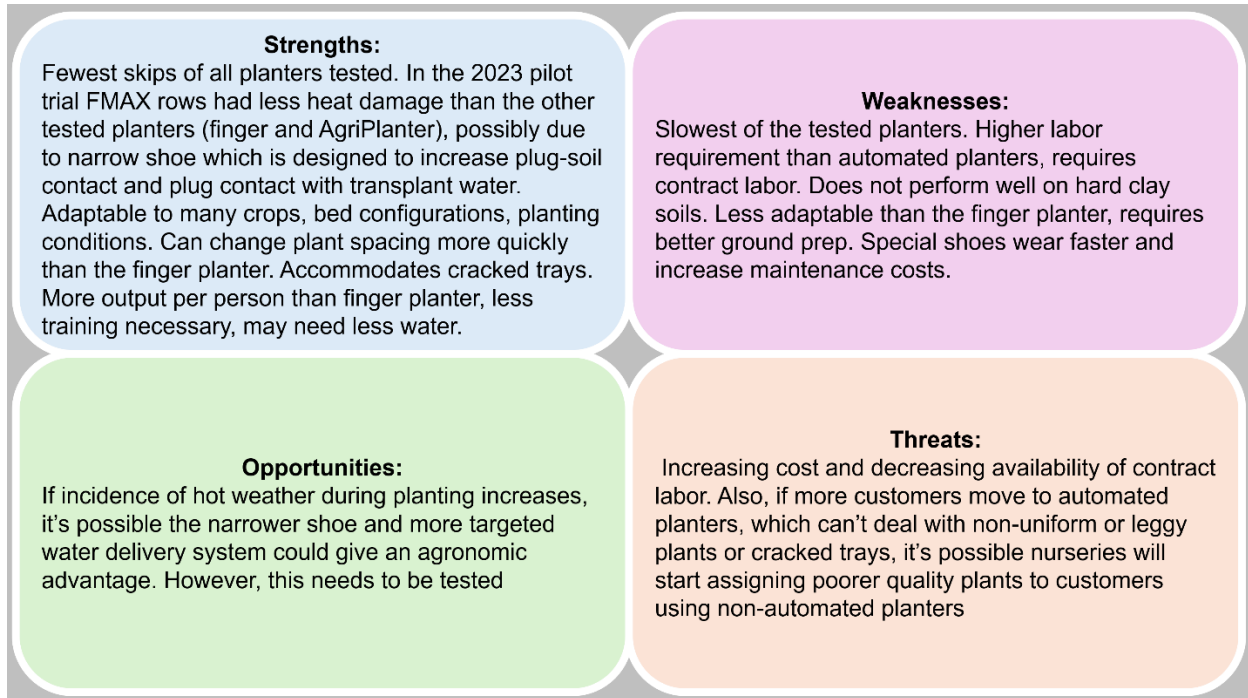 Strengths:
Fewest skips of all planters tested. In the 2023 pilot
trial FMAX rows had less heat damage than the other
tested planters (finger and AgriPlanter), possibly due
to narrow shoe which is designed to increase plug-soil
contact and plug contact with transplant water.
Adaptable to many crops, bed configurations, planting
conditions. Can change plant spacing more quickly
than the finger planter. Accommodates cracked trays.
More output per person than finger planter, less
training necessary, may need less water.
Weaknesses:
Slowest of the tested planters. Higher labor
requirement than automated planters, requires
contract labor. Does not perform well on hard clay
soils. Less adaptable than the finger planter, requires
better ground prep. Special shoes wear faster and
increase maintenance costs.
Opportunities:
If incidence of hot weather during planting increases,
it’s possible the narrower shoe and more targeted
water delivery system could give an agronomic
advantage. However, this needs to be tested
Threats:
Increasing cost and decreasing availability of contract
labor. Also, if more customers move to automated
planters, which can’t deal with non-uniform or leggy
plants or cracked trays, it’s possible nurseries will
start assigning poorer quality plants to customers
using non-automated planters